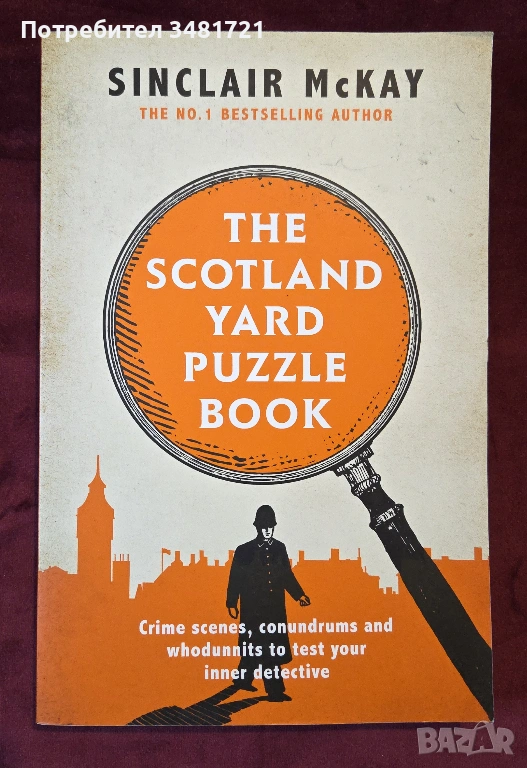 Потребител 3481721
SINCLAIR McKAY
THE NO.1 BESTSELLING AUTHOR
THE
SCOTLAND
YARD
PUZZLE
BOOK
Crime scenes, conundrums and
whodunnits to test your
inner detective
BAZAR